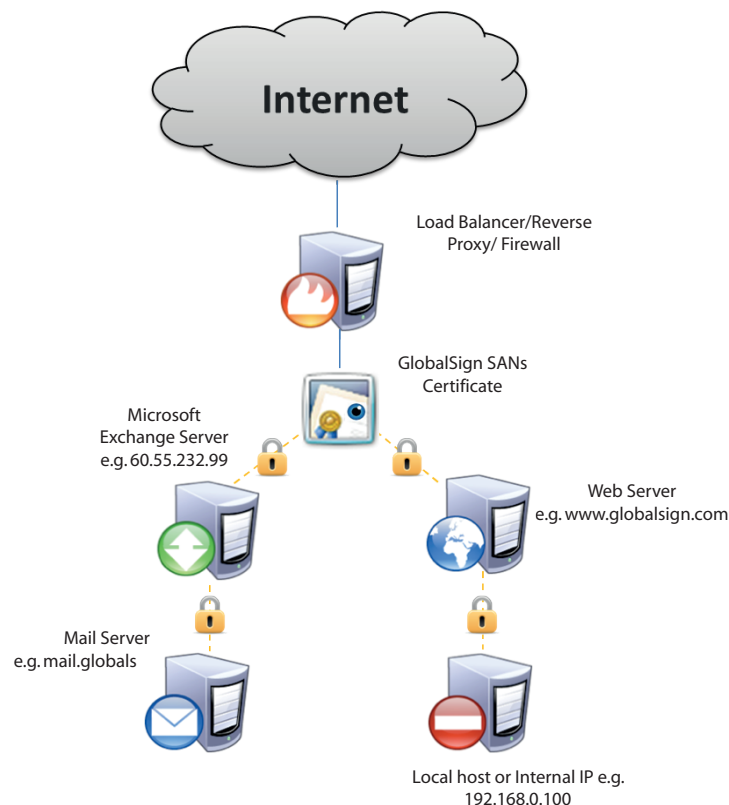 Internet
Load Balancer/Reverse
Proxy/ Firewall
GlobalSign SANs
Certificate
Microsoft
Exchange Server
e.g. 60.55.232.99
Web Server
e.g. www.globalsign.com
Mail Server
e.g. mail.globals
Local host or Internal IP e.g.
192.168.0.100